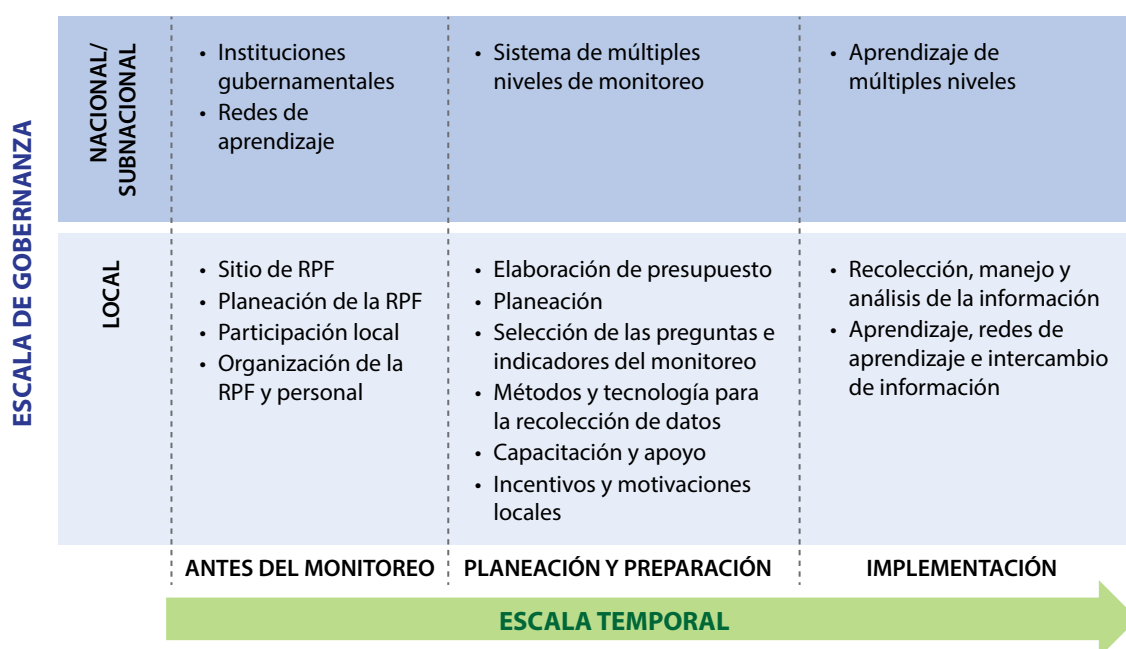 ESCALA DE GOBERNANZA
NACIONAL/
SUBNACIONAL
• Instituciones
gubernamentales
• Redes de
aprendizaje
• Sistema de múltiples
niveles de monitoreo
• Aprendizaje de
múltiples niveles
LOCAL
• Sitio de RPF
• Planeación de la RPF
• Participación local
• Organización de la
RPF y personal
• Elaboración de presupuesto
• Planeación
• Selección de las preguntas e
indicadores del monitoreo
• Métodos y tecnología para
la recolección de datos
• Capacitación y apoyo
• Incentivos y motivaciones
locales
• Recolección, manejo y
análisis de la información
• Aprendizaje, redes de
aprendizaje e intercambio
de información
ANTES DEL MONITOREO
PLANEACIÓN Y PREPARACIÓN
IMPLEMENTACIÓN
ESCALA TEMPORAL